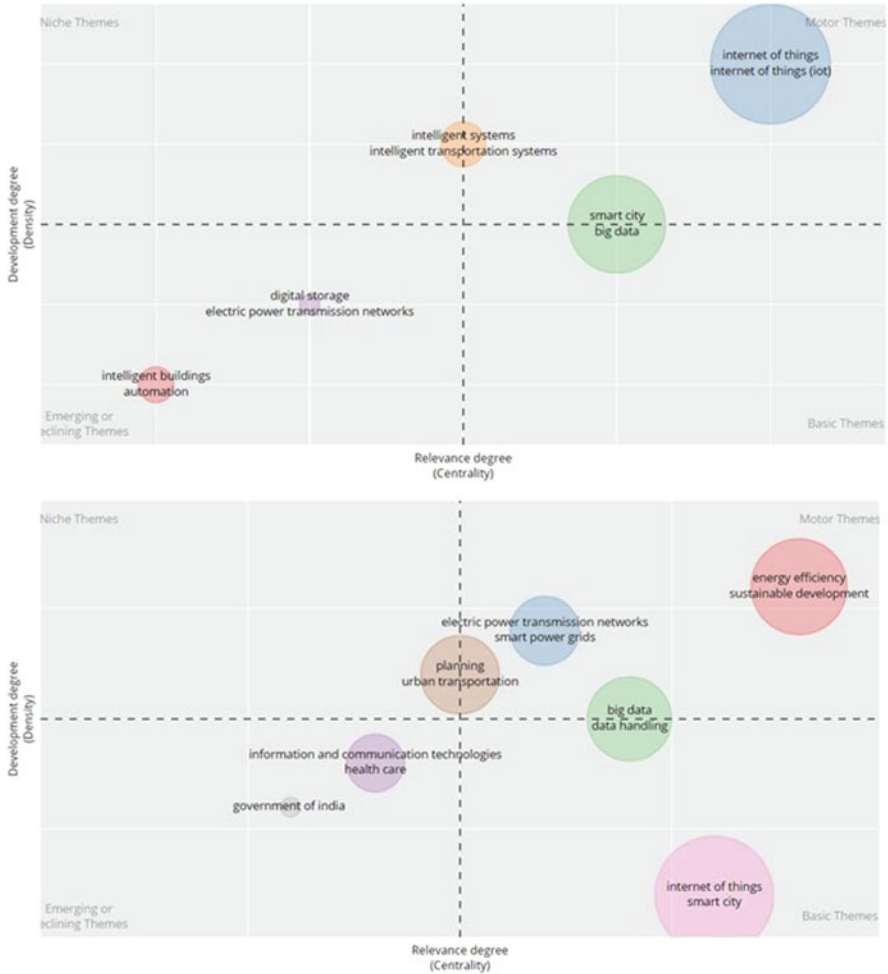 Niche Themes
Motor Themes
internet of things
internet of things (iot)
intelligent systems
intelligent transportation systems
smart city
big data
Development degree
(Density)
digital storage
electric power transmission networks
intelligent buildings
automation
Emerging or
eclining Themes
Basic Themes
Relevance degree
(Centrality)
Niche Themes
Motor Themes
energy efficiency
sustainable development
electric power transmission networks
smart power grids
planning
urban transportation
big data
data handling
Development degree
(Density)
information and communication technologies
health care
government of india
internet of things
smart city
Emerging or
eclining Themes
Basic Themes
Relevance degree
(Centrality)